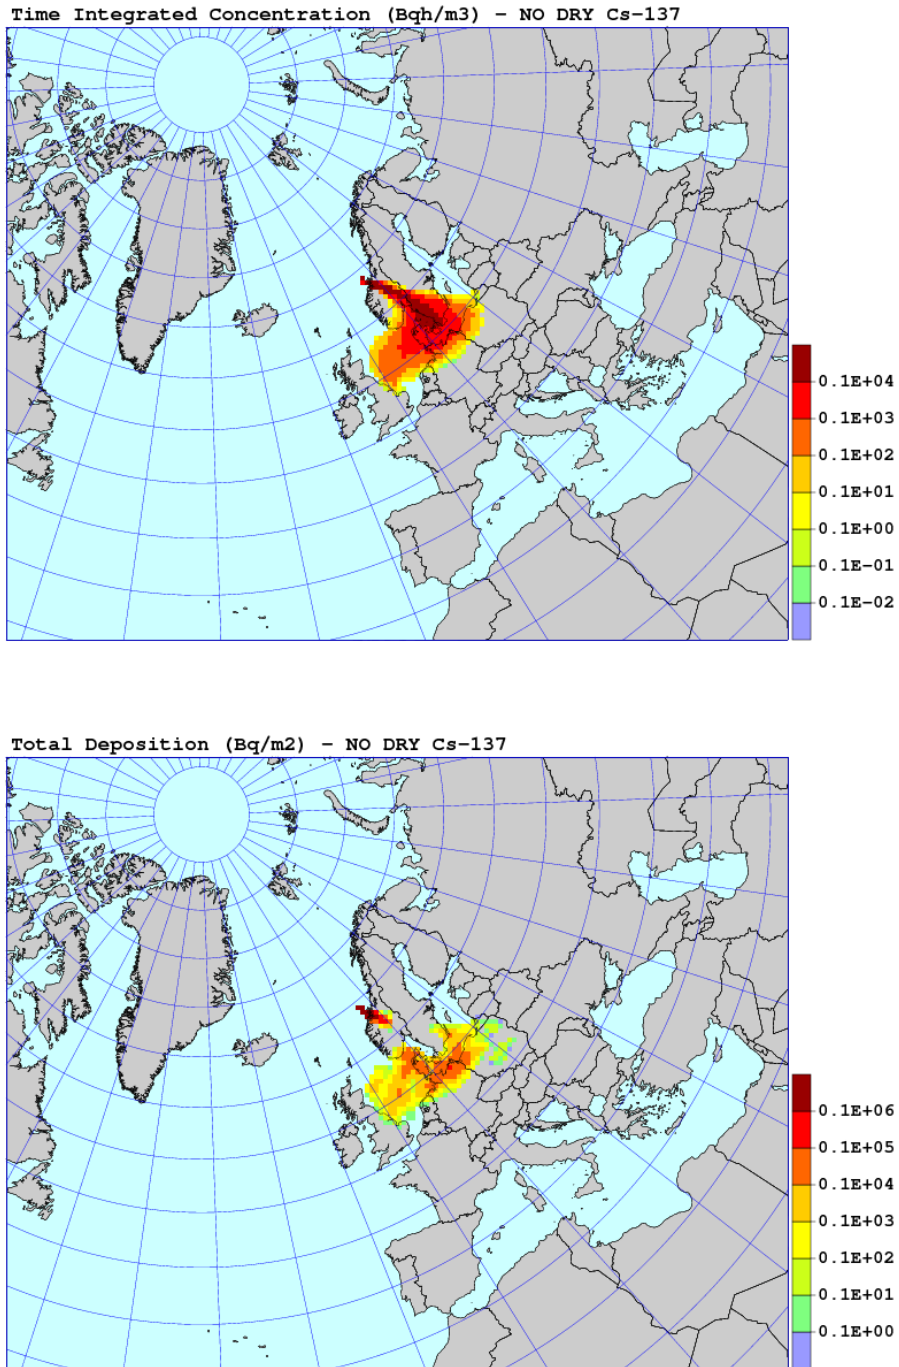 Time Integrated Concentration (Bqh/m3) – NO DRY Cs–137
0.1E+04
0.1E+03
0.1E+02
0.1E+01
0.1E+00
0.1E–01
0.1E–02
Total Deposition (Bq/m2) – NO DRY Cs–137
0.1E+06
0.1E+05
0.1E+04
0.1E+03
0.1E+02
0.1E+01
0.1E+00